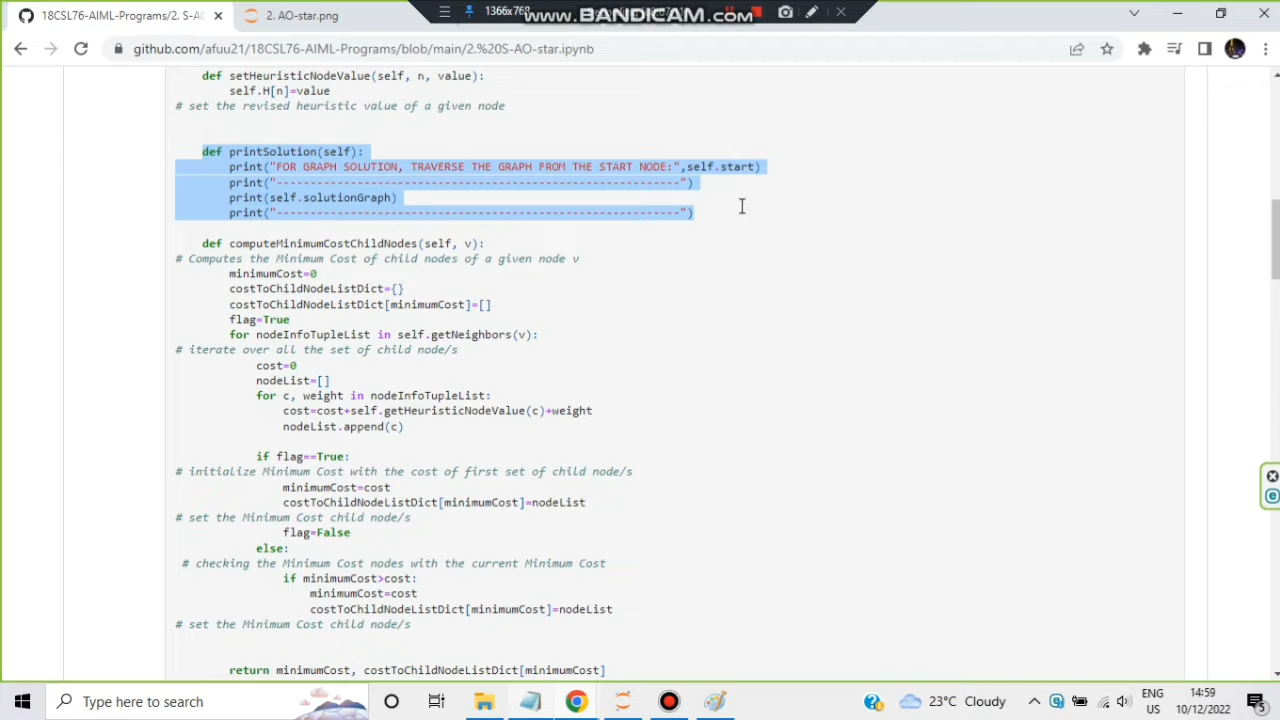 18CSL76-AIML-Programs/2. S-AO
2. AO-star.png
1366x768
www.BANDICAM.com
github.com/afuu21/18CSL76-AIML-Programs/blob/main/2.%20S-AO-star.ipynb
def setHeuristicNodeValue(self, n, value):
self.H[n]=value
# set the revised heuristic value of a given node
def printSolution(self):
print("FOR GRAPH SOLUTION, TRAVERSE THE GRAPH FROM THE START NODE:",self.start)
print("------------------------------------------------------------")
print(self.solutionGraph)
print("------------------------------------------------------------")
def computeMinimumCostChildNodes(self, v):
# Computes the Minimum Cost of child nodes of a given node v
minimumCost=0
costToChildNodeListDict={}
costToChildNodeListDict[minimumCost]=[]
flag=True
for nodeInfoTupleList in self.getNeighbors(v):
# iterate over all the set of child node/s
cost=0
nodeList=[]
for c, weight in nodeInfoTupleList:
cost=cost+self.getHeuristicNodeValue(c)+weight
nodeList.append(c)
if flag==True:
# initialize Minimum Cost with the cost of first set of child node/s
minimumCost=cost
costToChildNodeListDict[minimumCost]=nodeList
# set the Minimum Cost child node/s
flag=False
else:
# checking the Minimum Cost nodes with the current Minimum Cost
if minimumCost>cost:
minimumCost=cost
costToChildNodeListDict[minimumCost]=nodeList
# set the Minimum Cost child node/s
return minimumCost, costToChildNodeListDict[minimumCost]
Type here to search
23°C Cloudy
ENG
US
14:59
10/12/2022
5